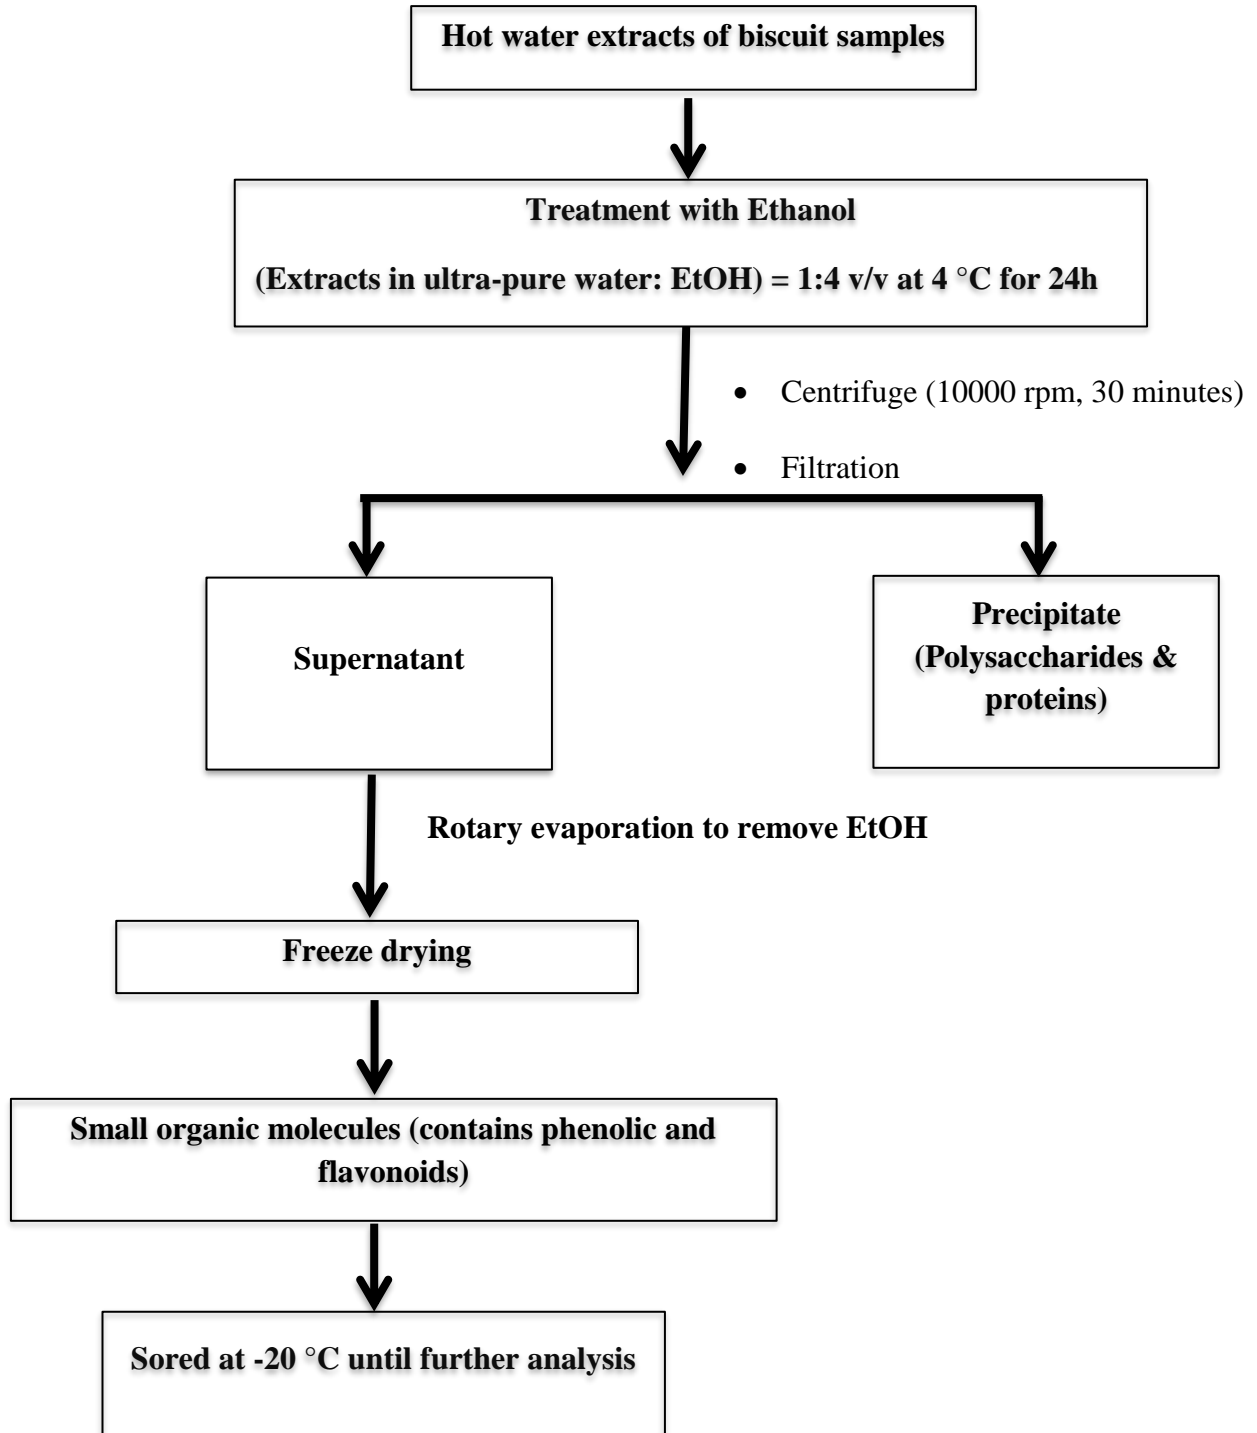 Hot water extracts of biscuit samples
Treatment with Ethanol
(Extracts in ultra-pure water: EtOH) = 1:4 v/v at 4 °C for 24h
• Centrifuge (10000 rpm, 30 minutes)
• Filtration
Supernatant
Precipitate
(Polysaccharides &
proteins)
Rotary evaporation to remove EtOH
Freeze drying
Small organic molecules (contains phenolic and
flavonoids)
Sored at -20 °C until further analysis